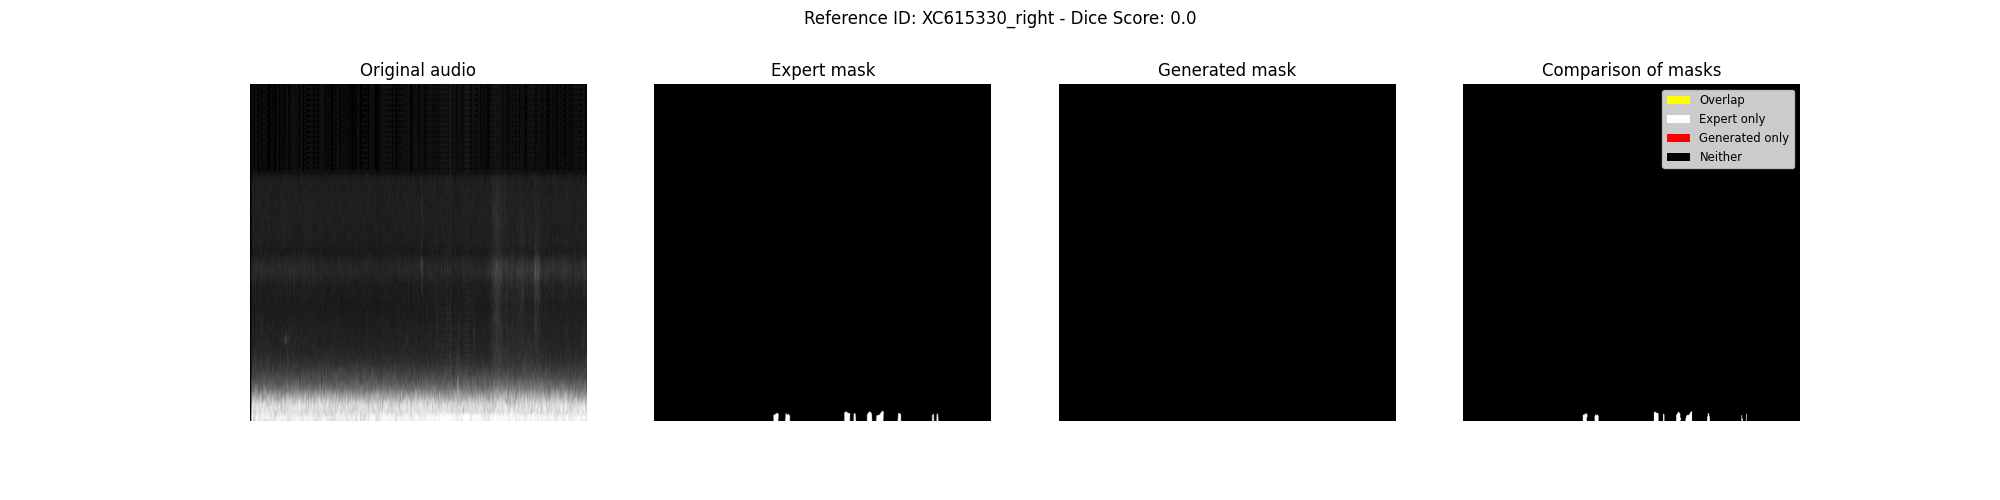 Reference ID: XC615330_right - Dice Score: 0.0
Original audio
Expert mask
Generated mask
Comparison of masks
Overlap
Expert only
Generated only
Neither